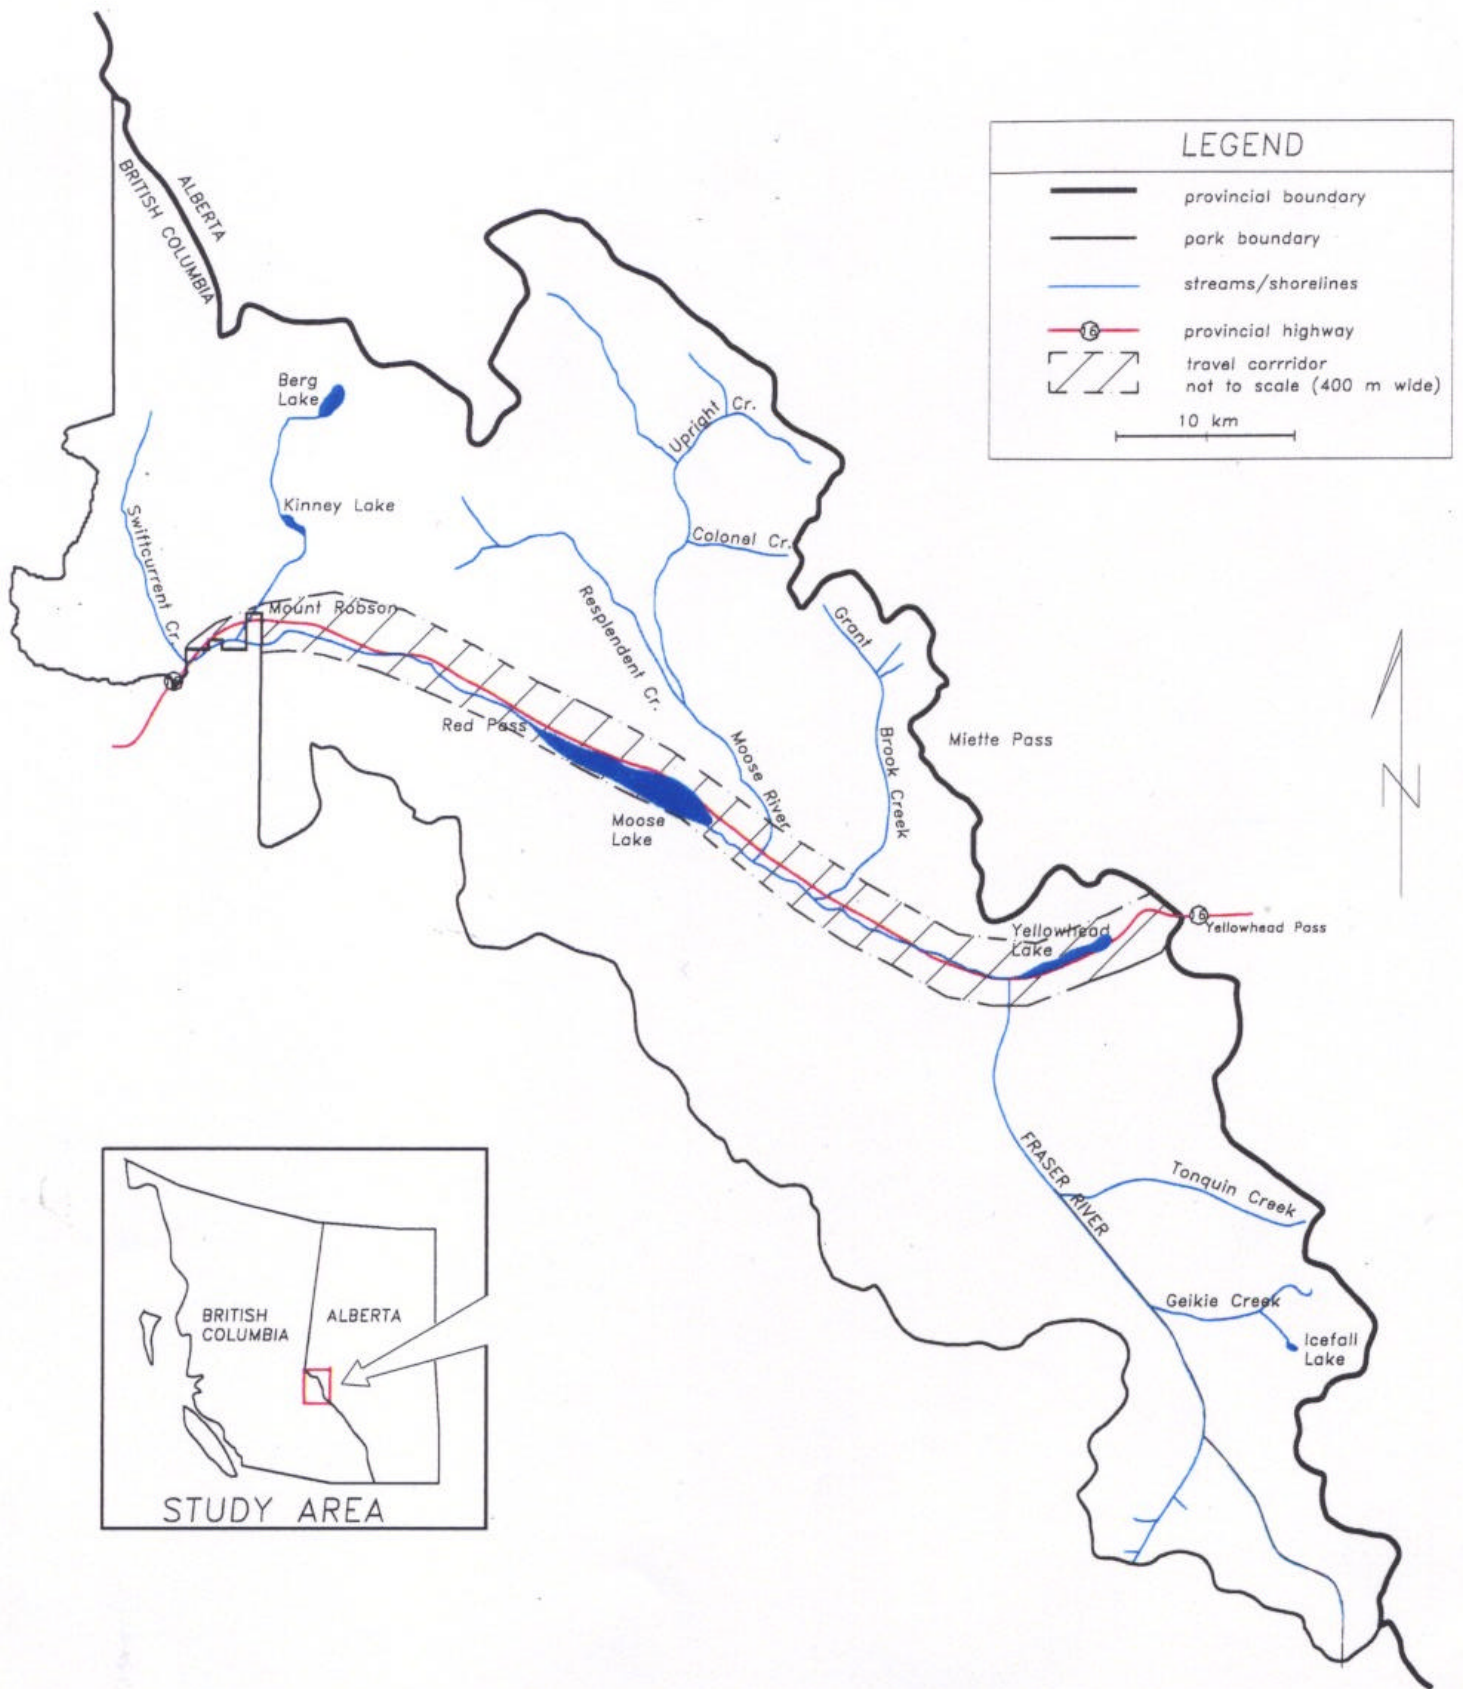 LEGEND
provincial boundary
park boundary
streams/shorelines
16
provincial highway
travel corrridor
not to scale (400 m wide)
10 km
ALBERTA
BRITISH COLUMBIA
Berg
Lake
Upright Cr.
Kinney Lake
Swiftcurrent Cr.
Colonel Cr.
Mount Robson
Resplendent Cr.
Grant
Brook Creek
Red Pass
Moose River
Miette Pass
Moose
Lake
N
Yellowhead
Lake
16
Yellowhead Pass
FRASER RIVER
Tonquin Creek
Geikie Creek
Icefall
Lake
BRITISH
COLUMBIA
ALBERTA
STUDY AREA